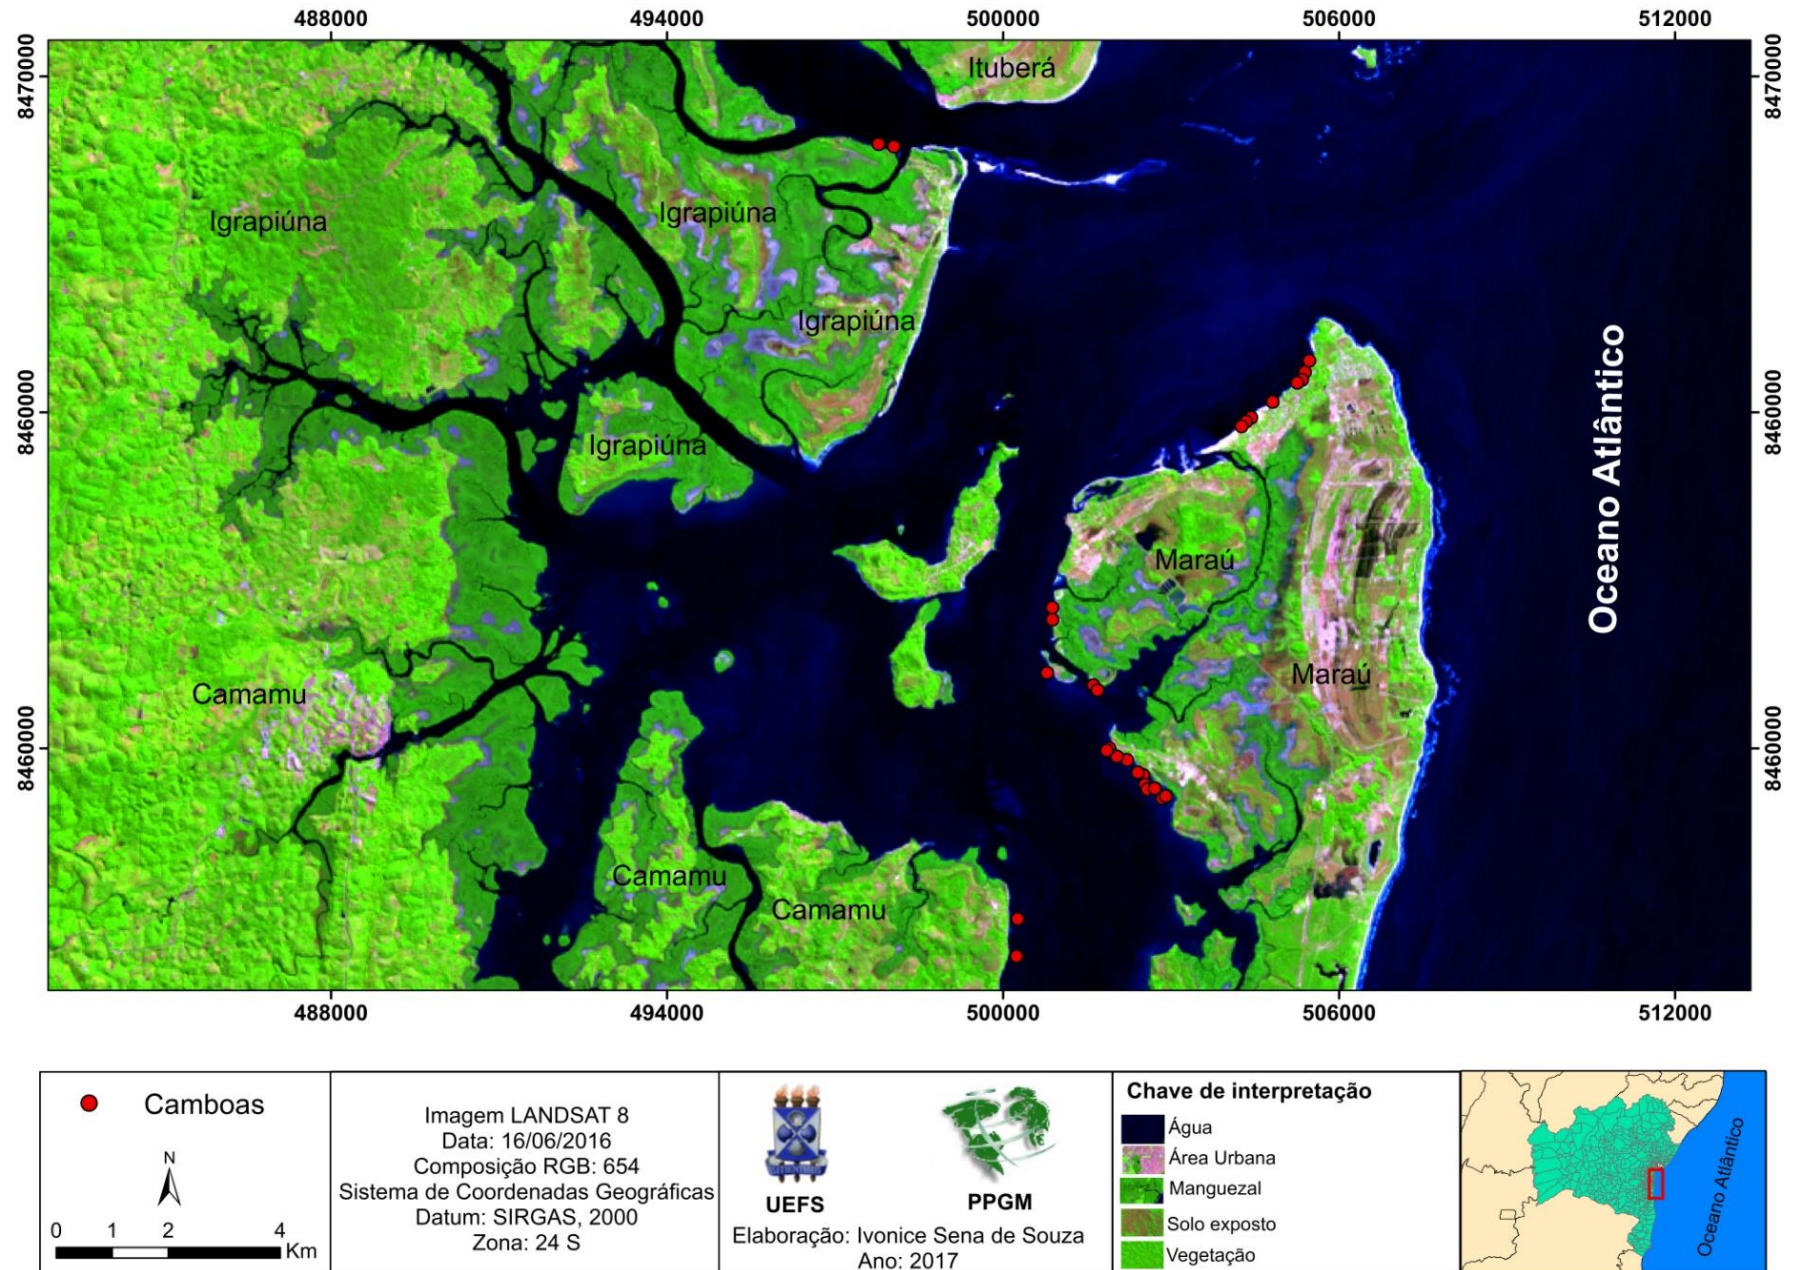 488000 494000 500000 506000 512000
8470000
8470000
Ituberá
Igrapiúna
Igrapiúna
Igrapiúna
8460000
8460000
Igrapiúna
Oceano Atlântico
Maraú
Maraú
Camamu
8460000
8460000
Camamu
Camamu
488000 494000 500000 506000 512000
Camboas
N
0 1 2 4 Km
Imagem LANDSAT 8
Data: 16/06/2016
Composição RGB: 654
Sistema de Coordenadas Geográficas
Datum: SIRGAS, 2000
Zona: 24 S
UEFS PPGM
Elaboração: Ivonice Sena de Souza
Ano: 2017
Chave de interpretação
Água
Área Urbana
Manguezal
Solo exposto
Vegetação
Oceano Atlântico